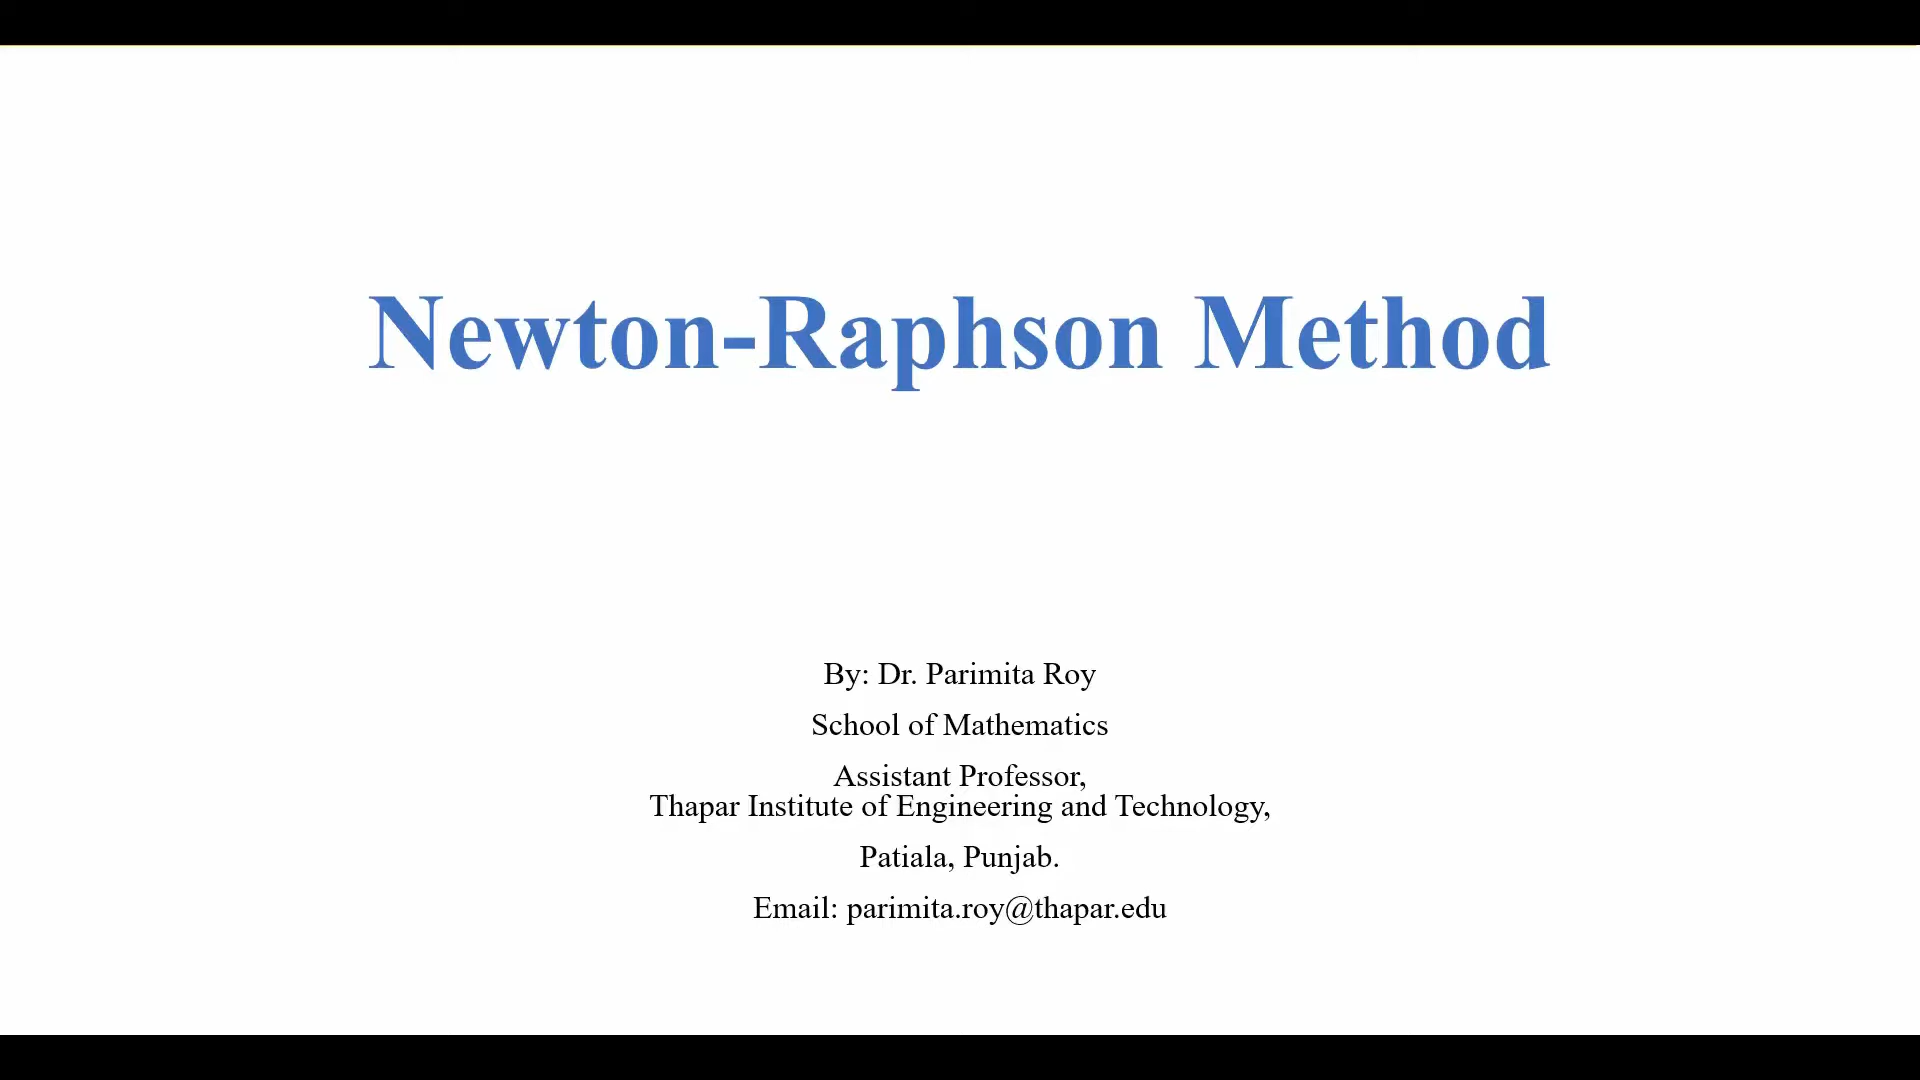 Newton-Raphson Method
By: Dr. Parimita Roy
School of Mathematics
Assistant Professor,
Thapar Institute of Engineering and Technology,
Patiala, Punjab.
Email: parimita.roy@thapar.edu